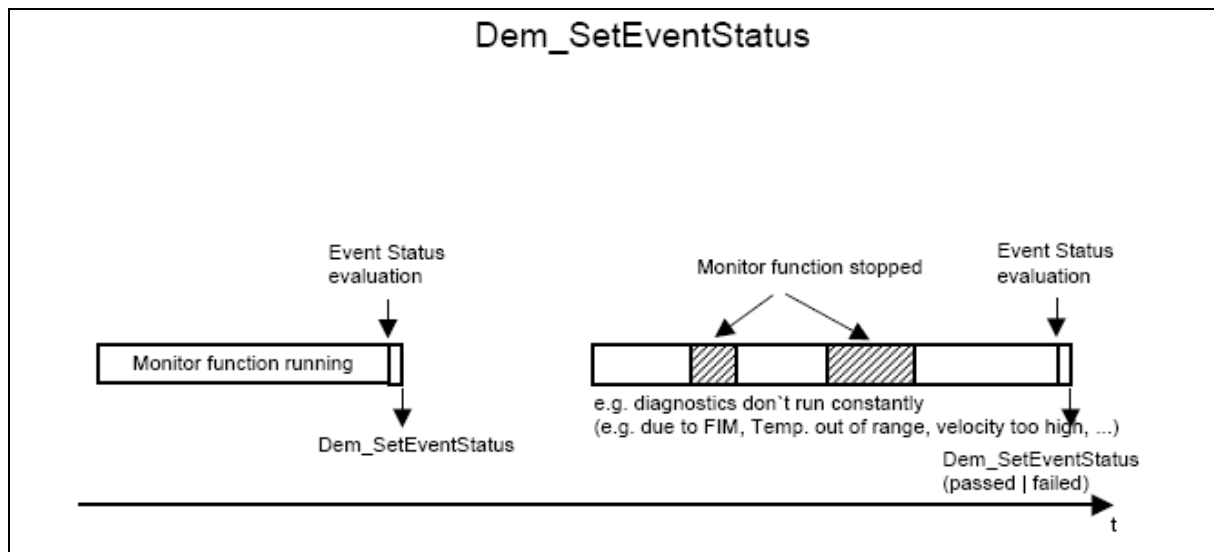 Dem_SetEventStatus
Event Status
evaluation
Monitor function running
Dem_SetEventStatus
Monitor function stopped
Event Status
evaluation
e.g. diagnostics don`t run constantly
(e.g. due to FIM, Temp. out of range, velocity too high, ...)
Dem_SetEventStatus
(passed | failed)
t